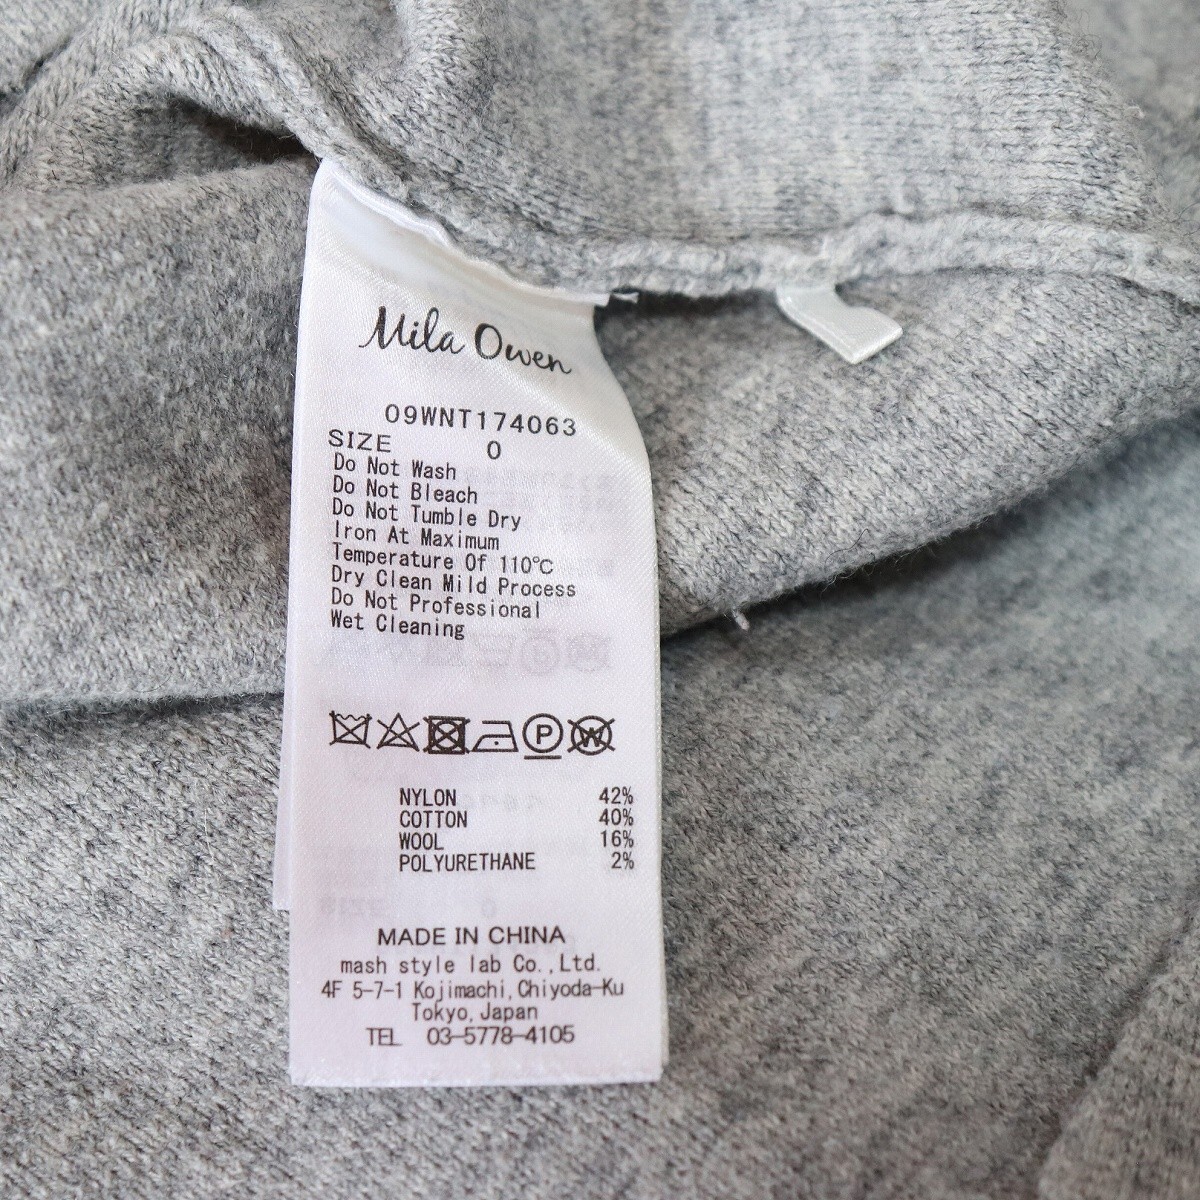 Mila Owen
09WNT174063
SIZE 0
Do Not Wash
Do Not Bleach
Do Not Tumble Dry
Iron At Maximum
Temperature Of 110℃
Dry Clean Mild Process
Do Not Professional
Wet Cleaning
P W
NYLON 42%
COTTON 40%
WOOL 16%
POLYURETHANE 2%
MADE IN CHINA
mash style lab Co.,Ltd.
4F 5-7-1 Kojimachi,Chiyoda-Ku
Tokyo,Japan
TEL 03-5778-4105